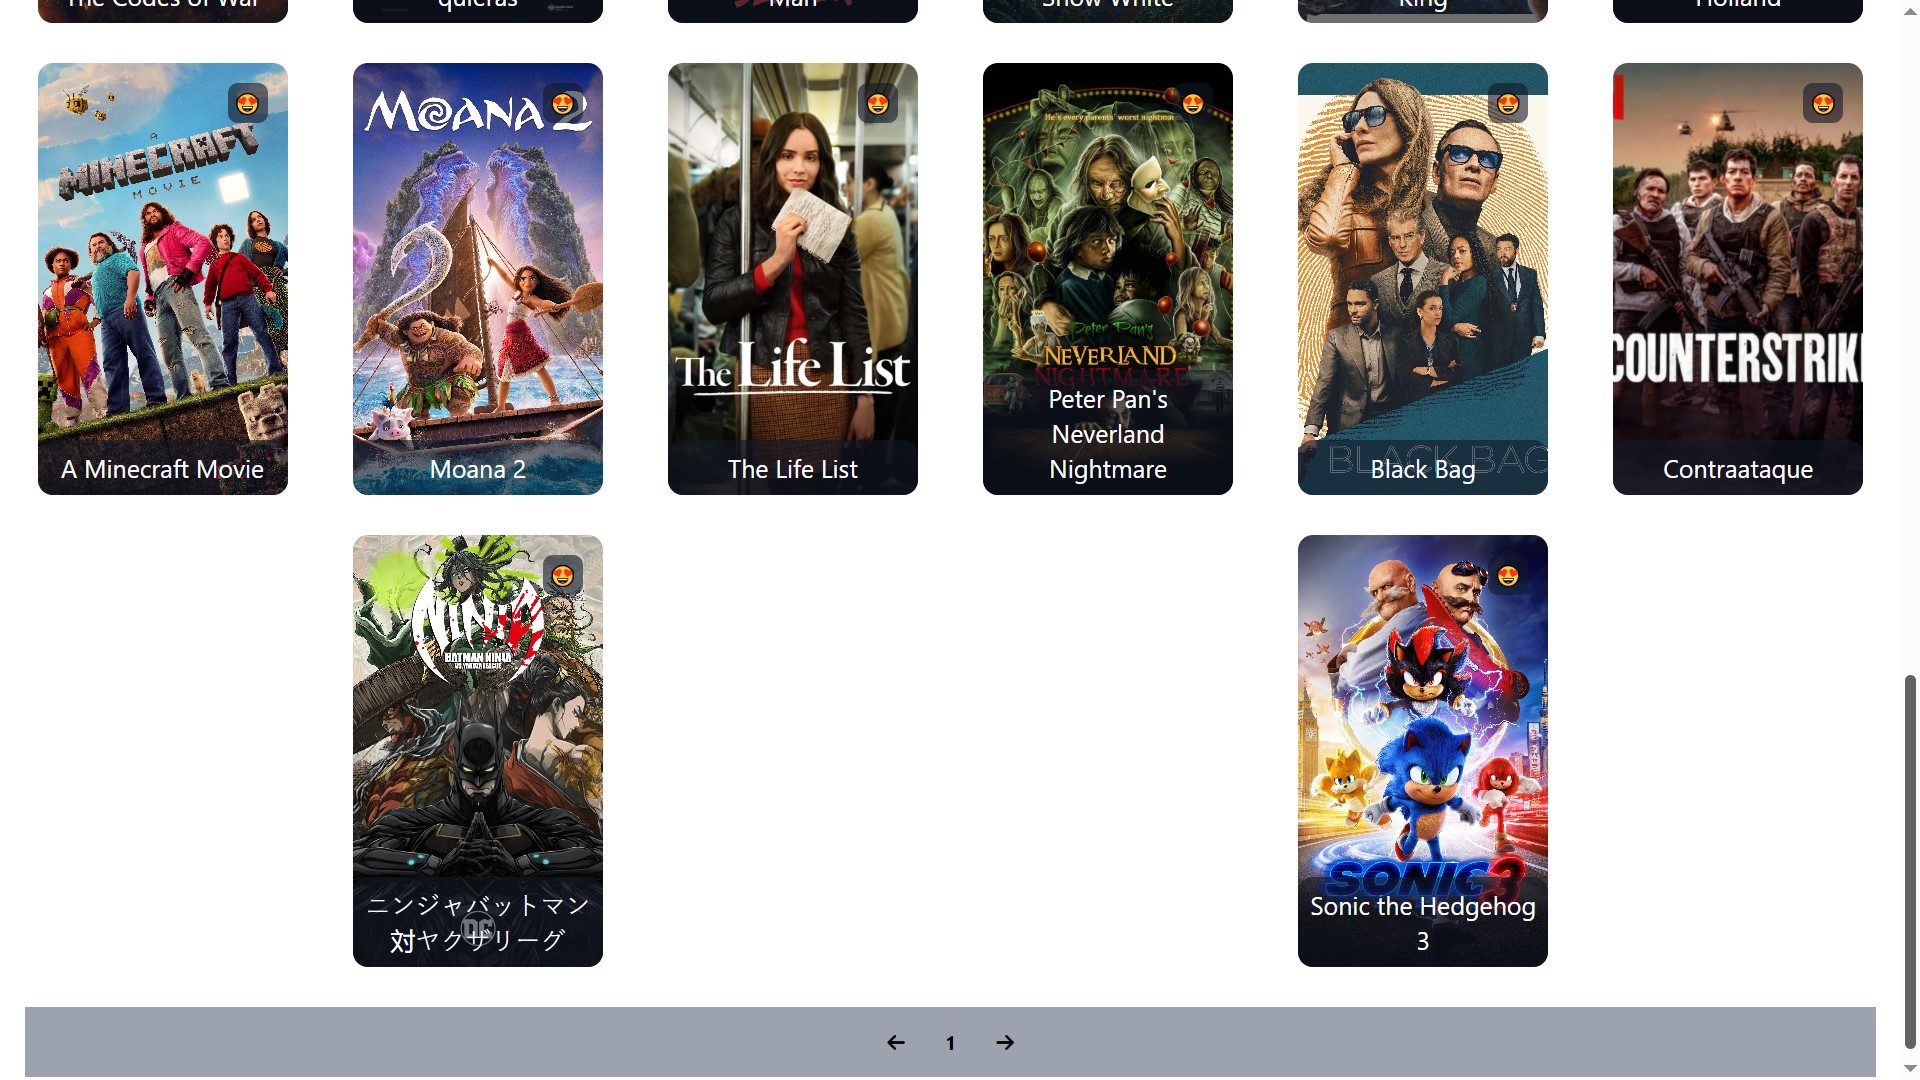 The Codes of War
quieras
Man
Snow White
King
Holland
A
MINECRAFT
MOVIE
A Minecraft Movie
MOANA 2
Moana 2
The Life List
The Life List
He's every parents' worst nightmar
Peter Pan's
NEVERLAND
NIGHTMARE
Peter Pan's
Neverland
Nightmare
BLACK BAG
Black Bag
COUNTERSTRIK
Contraataque
NINJA
BATMAN NINJA
VS. YAKUZA LEAGUE
DC
ニンジャバットマン
対ヤクザリーグ
SONIC 3
Sonic the Hedgehog
3
← 1 →